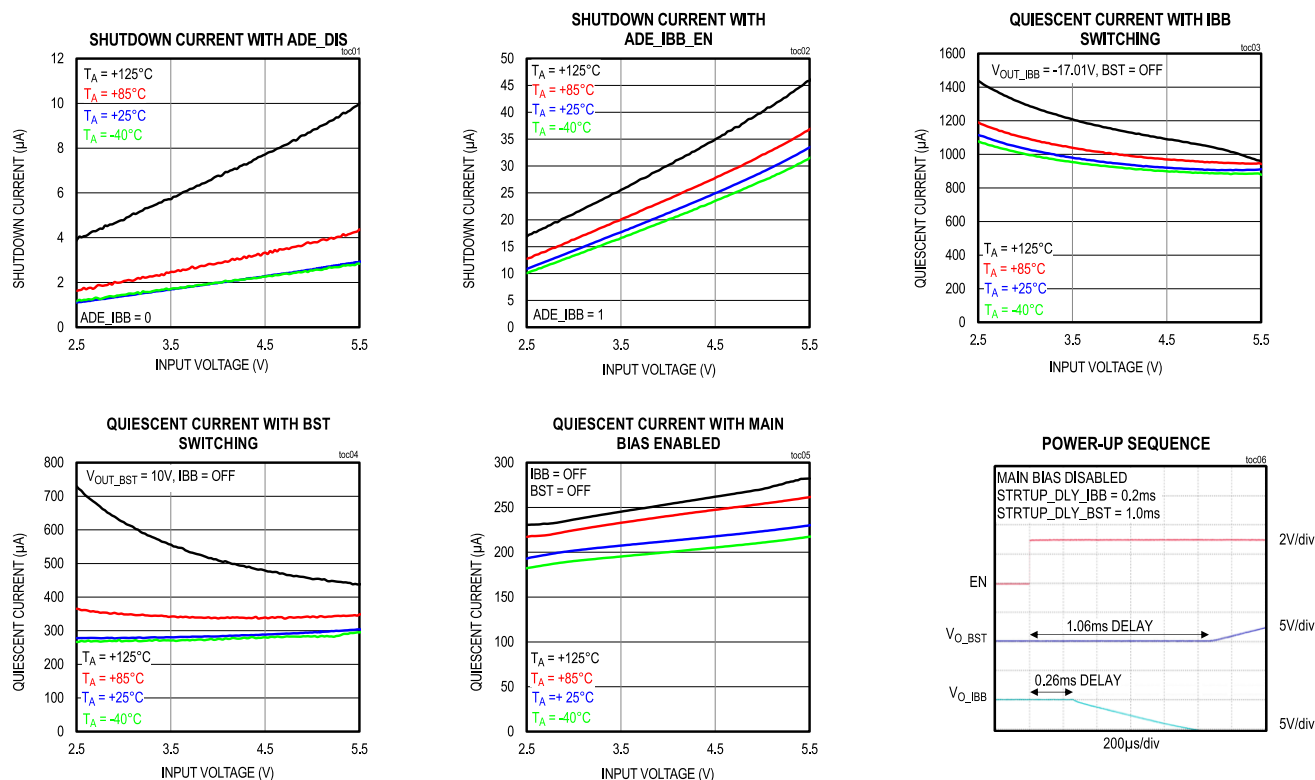 SHUTDOWN CURRENT WITH ADE_DIS
toc01
12
10
8
6
4
2
0
SHUTDOWN CURRENT (µA)
TA = +125°C
TA = +85°C
TA = +25°C
TA = -40°C
ADE_IBB = 0
2.5 3.5 4.5 5.5
INPUT VOLTAGE (V)
SHUTDOWN CURRENT WITH
ADE_IBB_EN
toc02
50
45
40
35
30
25
20
15
10
5
0
SHUTDOWN CURRENT (µA)
TA = +125°C
TA = +85°C
TA = +25°C
TA = -40°C
ADE_IBB = 1
2.5 3.5 4.5 5.5
INPUT VOLTAGE (V)
QUIESCENT CURRENT WITH IBB
SWITCHING
toc03
1600
1400
1200
1000
800
600
400
200
0
QUIESCENT CURRENT (µA)
VOUT_IBB = -17.01V, BST = OFF
TA = +125°C
TA = +85°C
TA = +25°C
TA = -40°C
2.5 3.5 4.5 5.5
INPUT VOLTAGE (V)
QUIESCENT CURRENT WITH BST
SWITCHING
toc04
800
700
600
500
400
300
200
100
0
QUIESCENT CURRENT (µA)
VOUT_BST = 10V, IBB = OFF
TA = +125°C
TA = +85°C
TA = +25°C
TA = -40°C
2.5 3.5 4.5 5.5
INPUT VOLTAGE (V)
QUIESCENT CURRENT WITH MAIN
BIAS ENABLED
toc05
300
250
200
150
100
50
0
QUIESCENT CURRENT (µA)
IBB = OFF
BST = OFF
TA = +125°C
TA = +85°C
TA =+ 25°C
TA = -40°C
2.5 3.5 4.5 5.5
INPUT VOLTAGE (V)
POWER-UP SEQUENCE
toc06
MAIN BIAS DISABLED
STRTUP_DLY_IBB = 0.2ms
STRTUP_DLY_BST = 1.0ms
2V/div
EN
1.06ms DELAY
5V/div
VO_BST
0.26ms DELAY
VO_IBB
5V/div
200µs/div